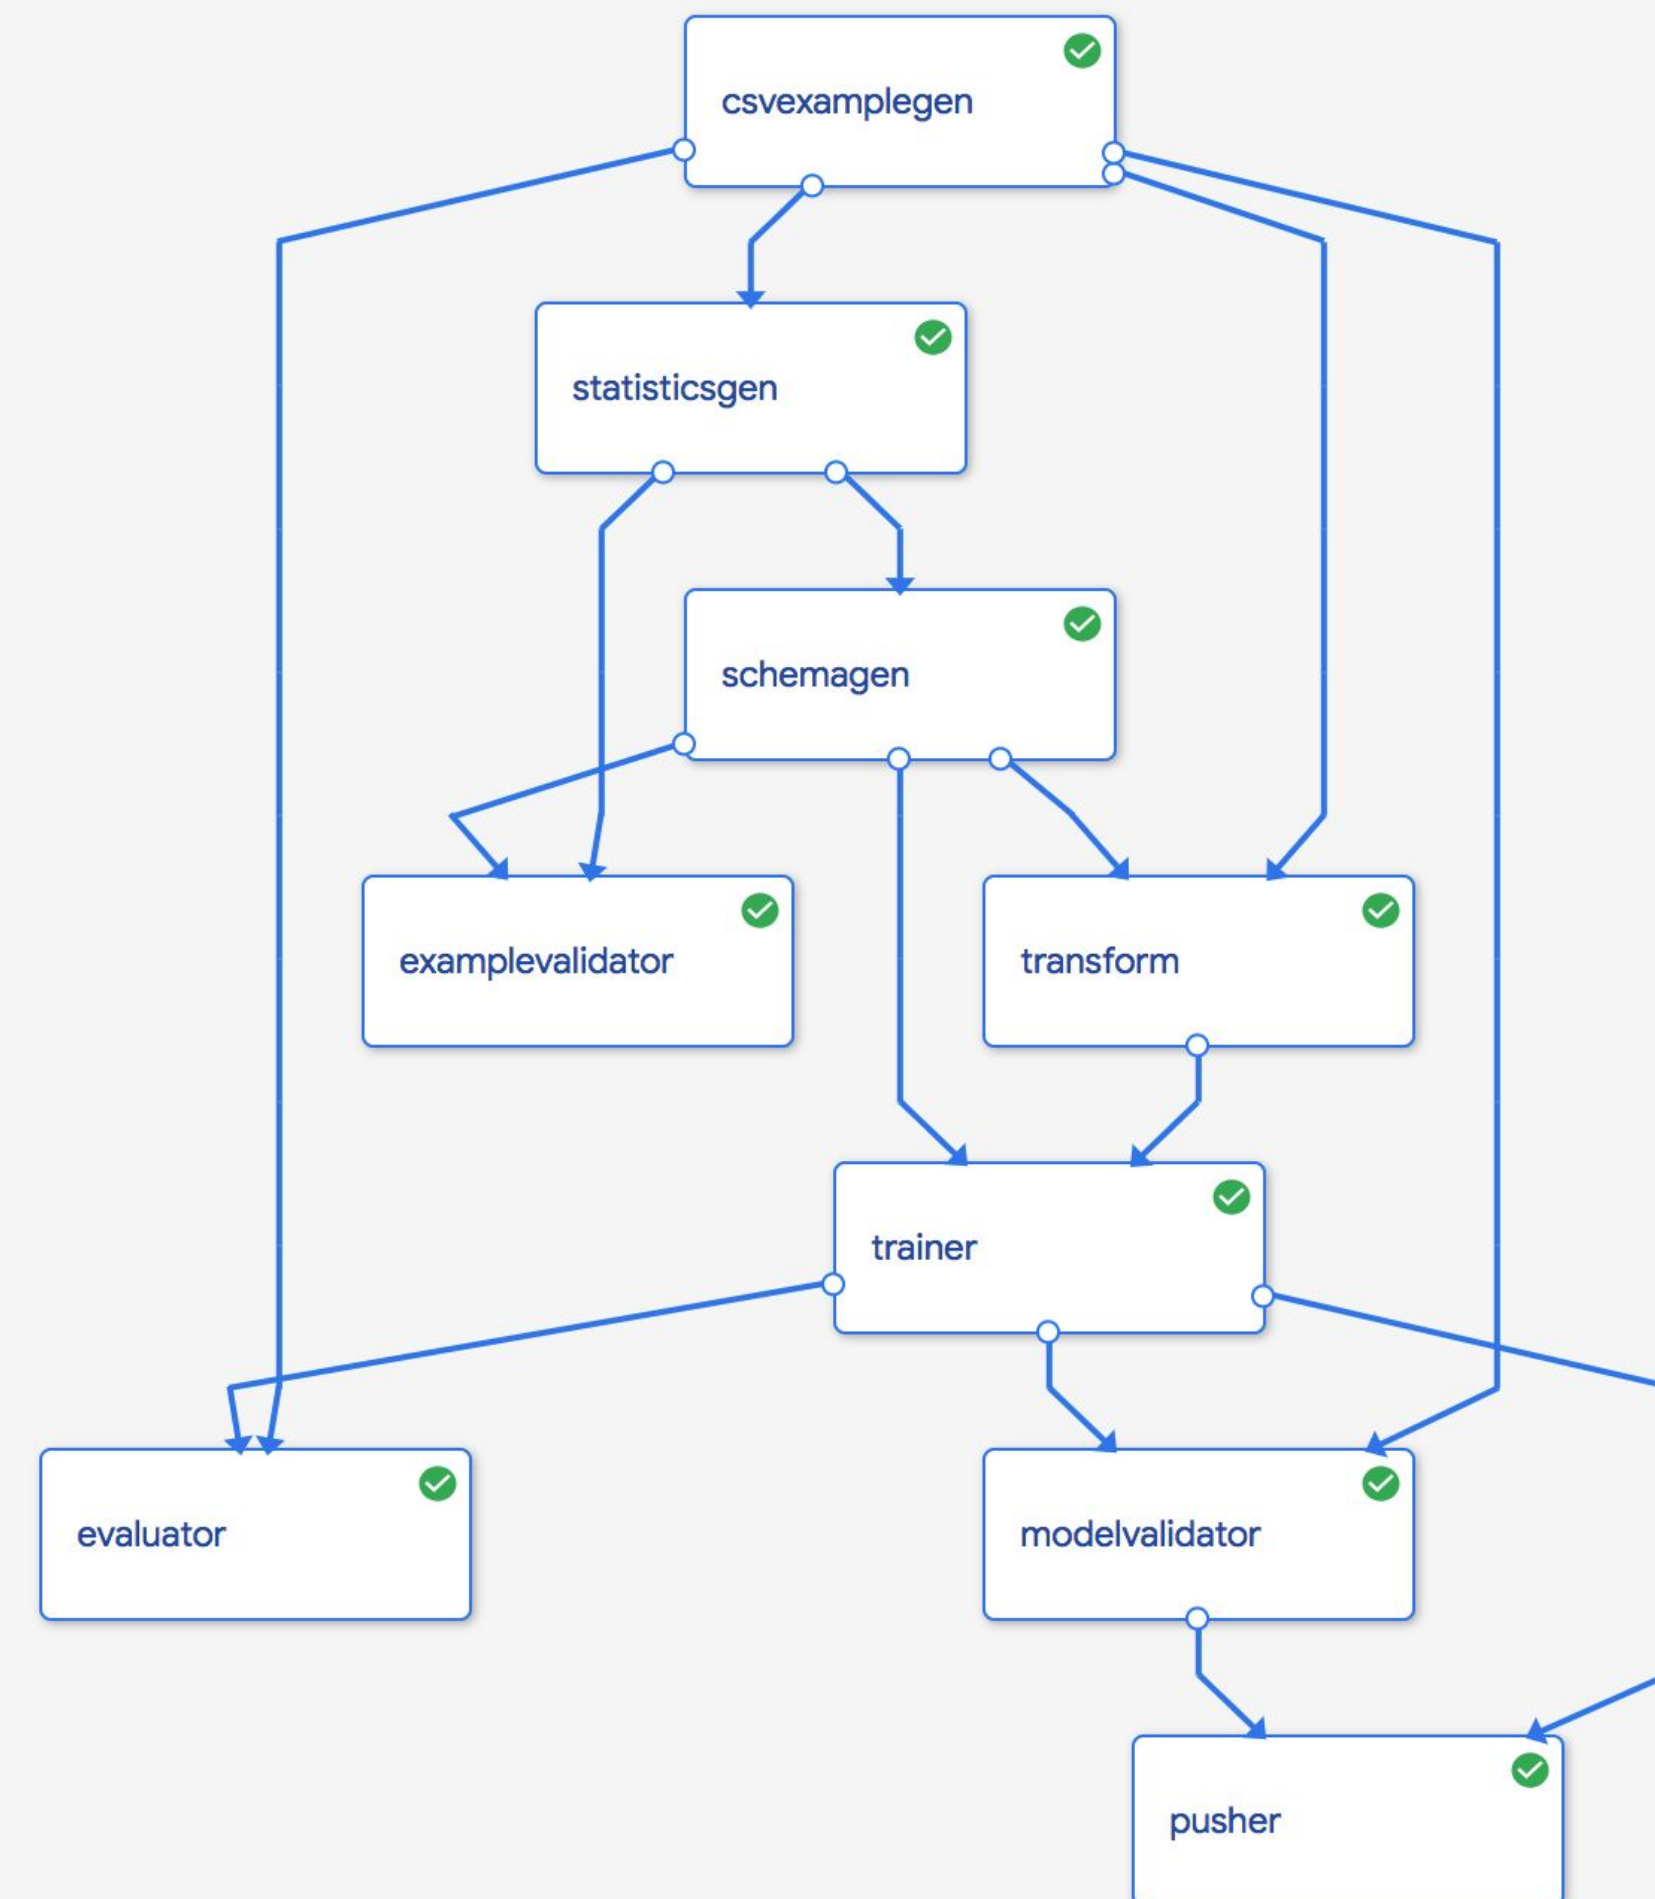 csvexamplegen
statisticsgen
schemagen
examplevalidator
transform
trainer
evaluator
modelvalidator
pusher